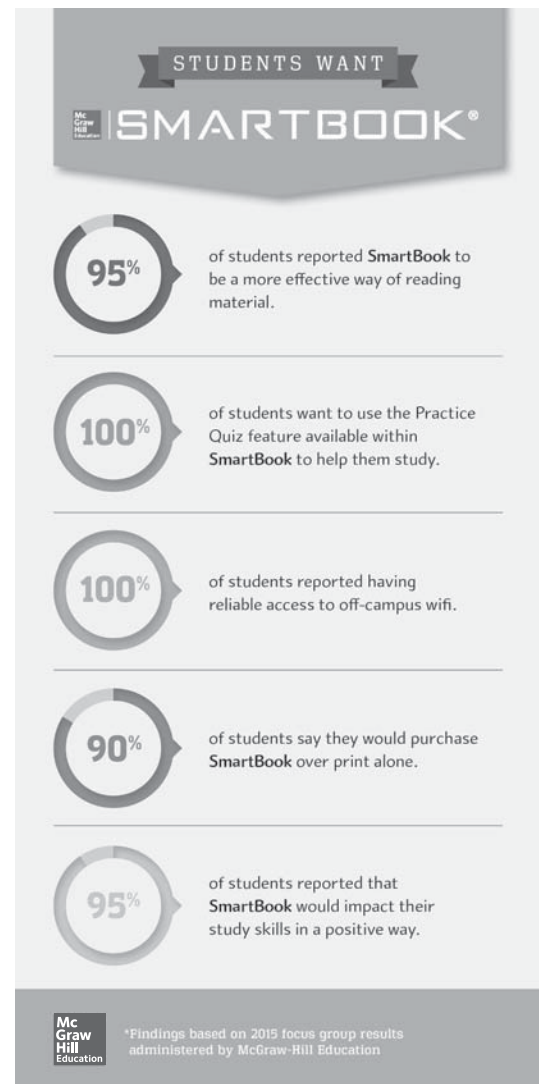 STUDENTS WANT
Mc
Graw
Hill
Education
SMARTBOOK®
95%
of students reported SmartBook to
be a more effective way of reading
material.
100%
of students want to use the Practice
Quiz feature available within
SmartBook to help them study.
100%
of students reported having
reliable access to off-campus wifi.
90%
of students say they would purchase
SmartBook over print alone.
95%
of students reported that
SmartBook would impact their
study skills in a positive way.
Mc
Graw
Hill
Education
*Findings based on 2015 focus group results
administered by McGraw-Hill Education